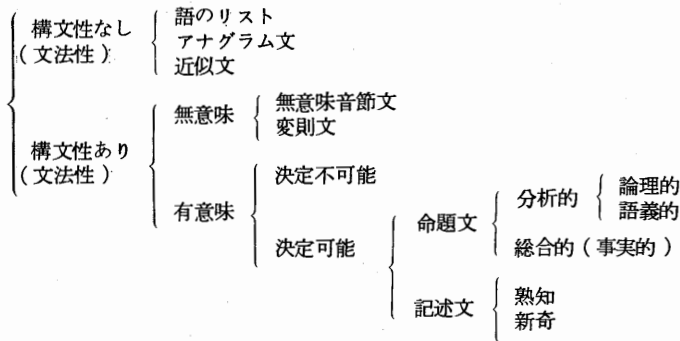 構文性なし
(文法性)
語のリスト
アナグラム文
近似文
構文性あり
(文法性)
無意味
無意味音節文
変則文
有意味
決定不可能
決定可能
命題文
分析的
論理的
語義的
総合的(事実的)
記述文
熟知
新奇